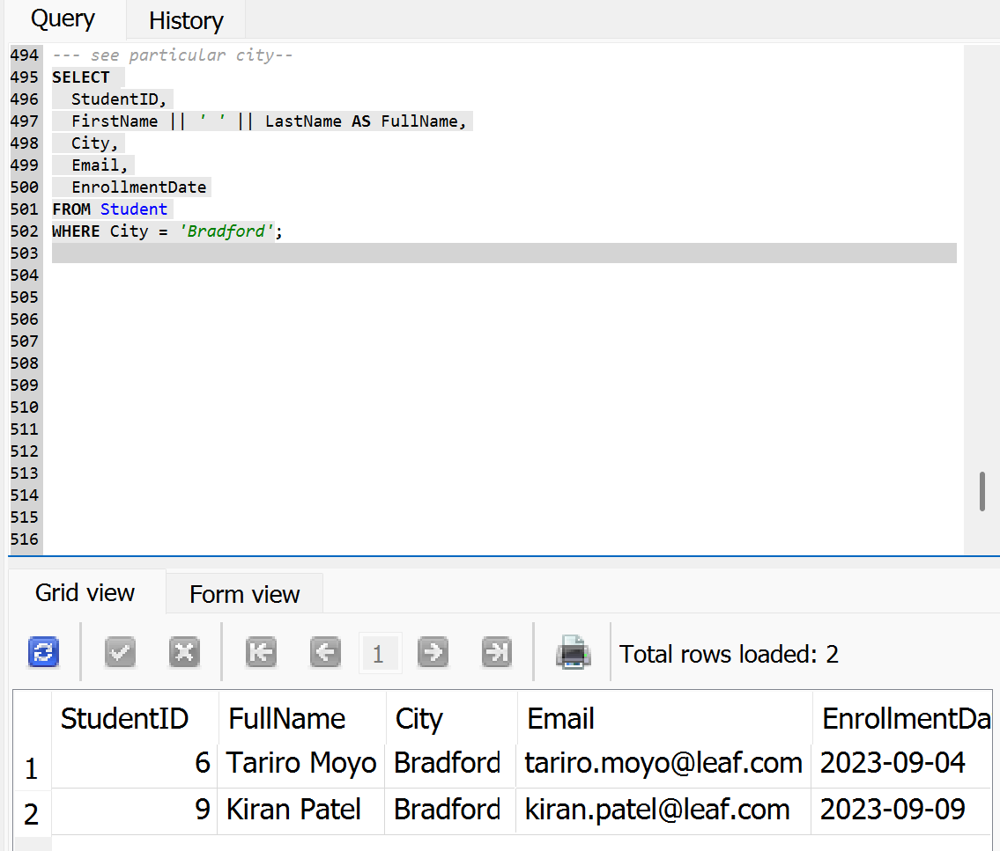 Query History
494 --- see particular city--
495 SELECT
496 StudentID,
497 FirstName || ' ' || LastName AS FullName,
498 City,
499 Email,
500 EnrollmentDate
501 FROM Student
502 WHERE City = 'Bradford';
503
504
505
506
507
508
509
510
511
512
513
514
515
516
Grid view Form view
1 Total rows loaded: 2
StudentID FullName City Email EnrollmentDa
1 6 Tariro Moyo Bradford tariro.moyo@leaf.com 2023-09-04
2 9 Kiran Patel Bradford kiran.patel@leaf.com 2023-09-09